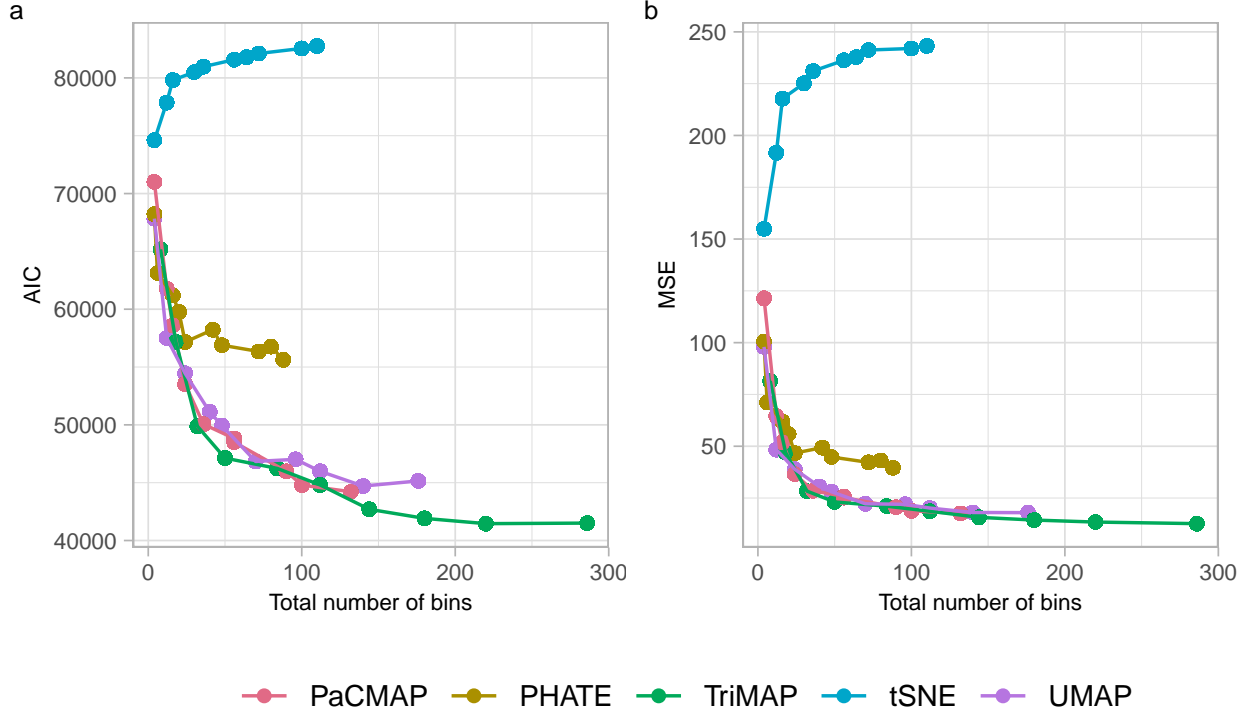 a
80000
70000
60000
50000
40000
AIC
0 100 200 300
Total number of bins
b
250
200
150
100
50
MSE
0 100 200 300
Total number of bins
PaCMAP PHATE TriMAP tSNE UMAP